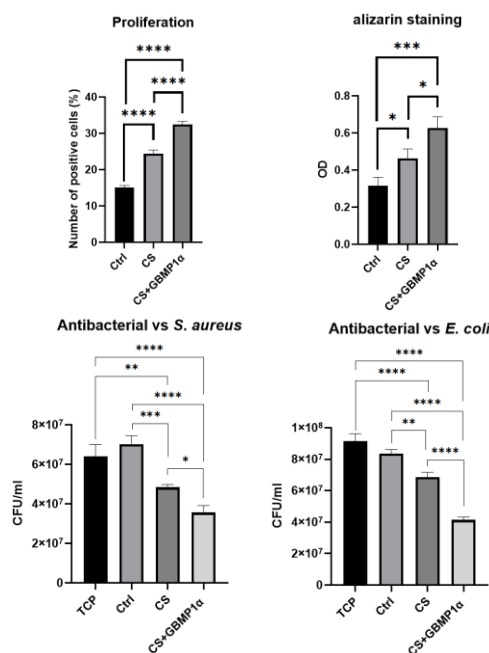 Proliferation
****
****
****
Number of positive cells (%)
40
30
20
10
0
Ctrl
CS
CS+GBMP1α
alizarin staining
***
*
*
OD
0.8
0.6
0.4
0.2
0.0
Ctrl
CS
CS+GBMP1α
Antibacterial vs S. aureus
****
**
****
***
*
CFU/ml
8×10⁷
6×10⁷
4×10⁷
2×10⁷
0
TCP
Ctrl
CS
CS+GBMP1α
Antibacterial vs E. coli
****
****
****
**
****
CFU/ml
1×10⁸
8×10⁷
6×10⁷
4×10⁷
2×10⁷
0
TCP
Ctrl
CS
CS+GBMP1α